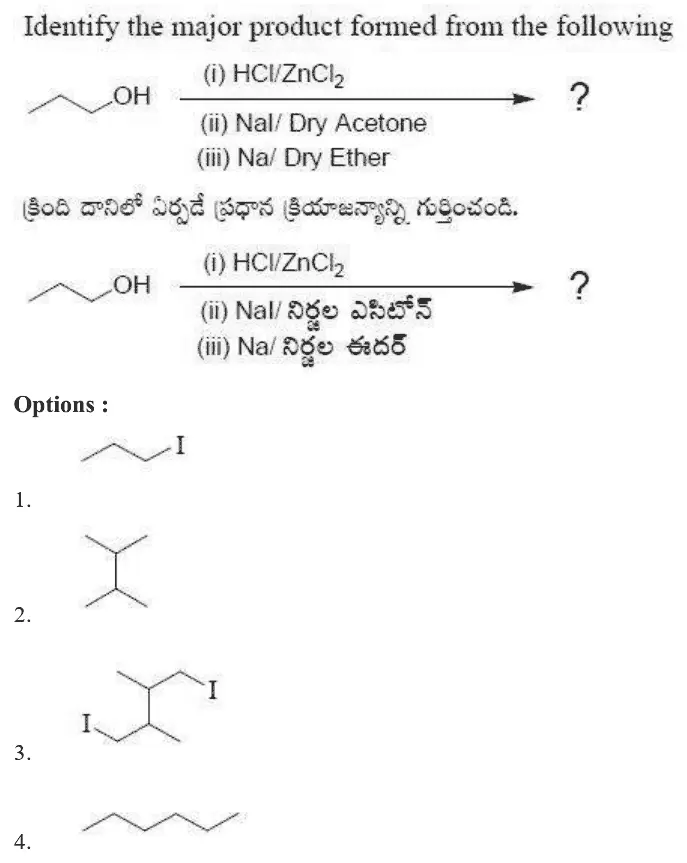 Identify the major product formed from the following
OH
(i) HCl/ZnCl₂
(ii) NaI/ Dry Acetone
(iii) Na/ Dry Ether
?
క్రింది దానిలో ఏర్పడే ప్రధాన క్రియాజన్యాన్ని గుర్తించండి.
OH
(i) HCl/ZnCl₂
(ii) NaI/ నిర్జల ఎసిటోన్
(iii) Na/ నిర్జల ఈదర్
?
Options :
I
1.
2.
I
I
3.
4.